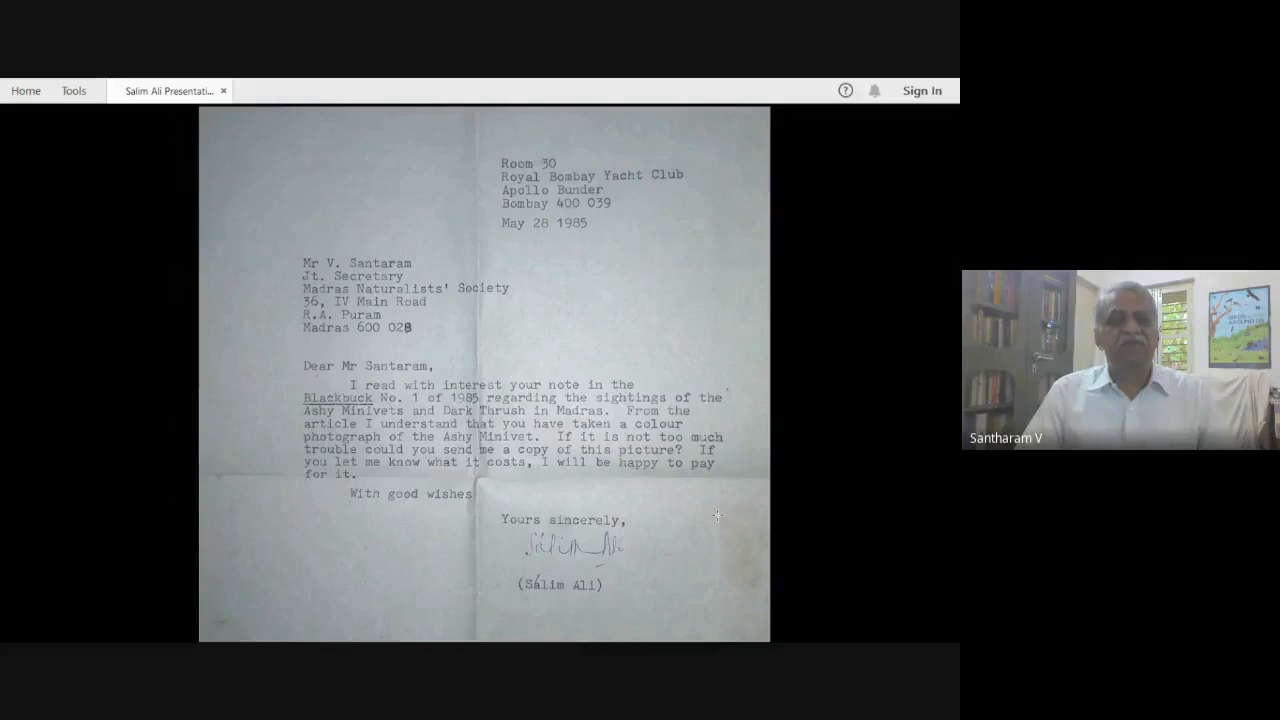 Home Tools Salim Ali Presentati... × ? Sign In
Room 30
Royal Bombay Yacht Club
Apollo Bunder
Bombay 400 039
May 28 1985
Mr V. Santaram
Jt. Secretary
Madras Naturalists' Society
36, IV Main Road
R.A. Puram
Madras 600 028
Dear Mr Santaram,
I read with interest your note in the
Blackbuck No. 1 of 1985 regarding the sightings of the
Ashy Minivets and Dark Thrush in Madras. From the
article I understand that you have taken a colour
photograph of the Ashy Minivet. If it is not too much
trouble could you send me a copy of this picture? If
you let me know what it costs, I will be happy to pay
for it.
With good wishes
Yours sincerely,
Sálim Ali
(Sálim Ali)
BIRDS
AROUND US
Santharam V